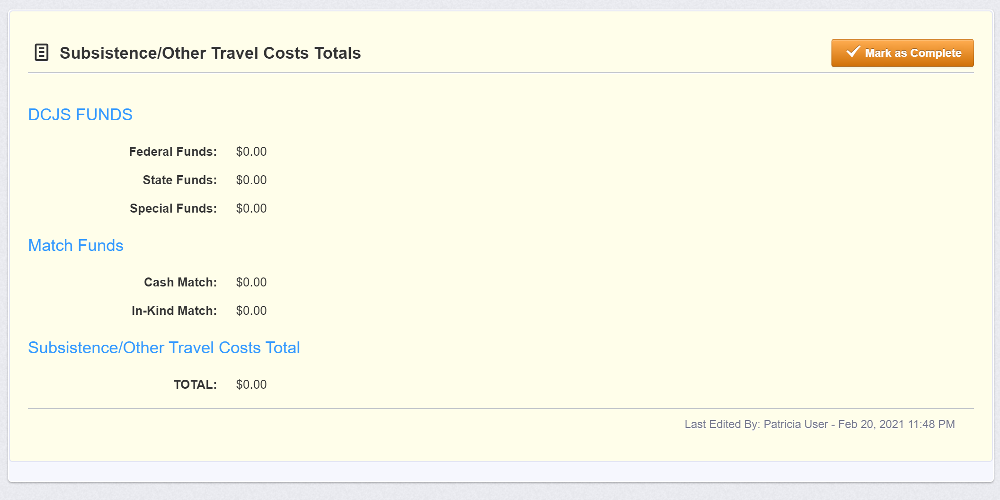 Subsistence/Other Travel Costs Totals
Mark as Complete
DCJS FUNDS
Federal Funds: $0.00
State Funds: $0.00
Special Funds: $0.00
Match Funds
Cash Match: $0.00
In-Kind Match: $0.00
Subsistence/Other Travel Costs Total
TOTAL: $0.00
Last Edited By: Patricia User - Feb 20, 2021 11:48 PM